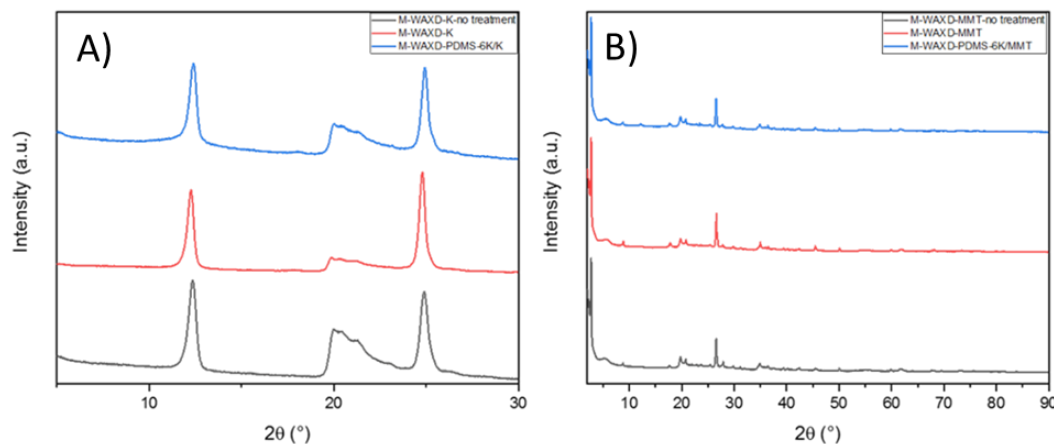 A)
M-WAXD-K-no treatment
M-WAXD-K
M-WAXD-PDMS-6K/K
Intensity (a.u.)
10 20 30
2θ (°)
B)
M-WAXD-MMT-no treatment
M-WAXD-MMT
M-WAXD-PDMS-6K/MMT
Intensity (a.u.)
10 20 30 40 50 60 70 80 90
2θ (°)